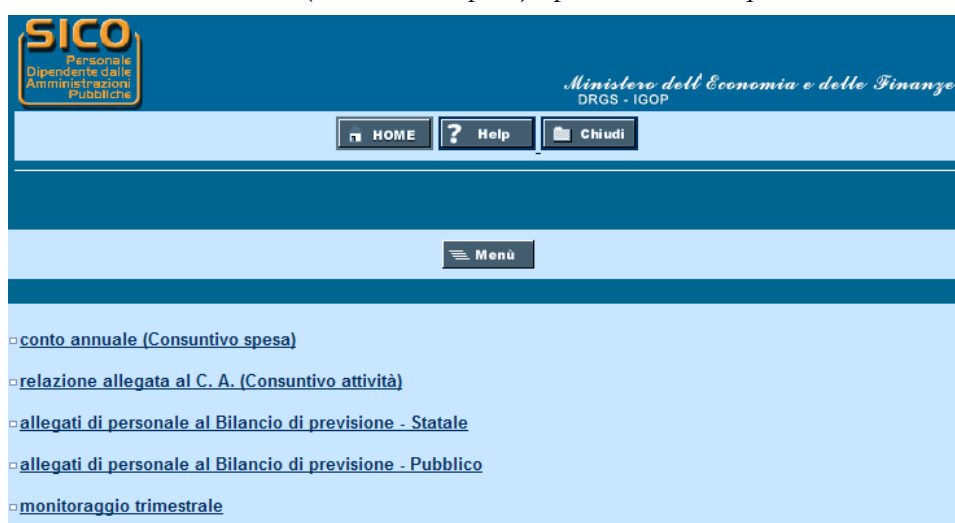 SICO
Personale
Dipendente dalle
Amministrazioni
Pubbliche
Ministero dell'Economia e delle Finanze
DRGS - IGOP
HOME
? Help
Chiudi
Menù
conto annuale (Consuntivo spesa)
relazione allegata al C. A. (Consuntivo attività)
allegati di personale al Bilancio di previsione - Statale
allegati di personale al Bilancio di previsione - Pubblico
monitoraggio trimestrale